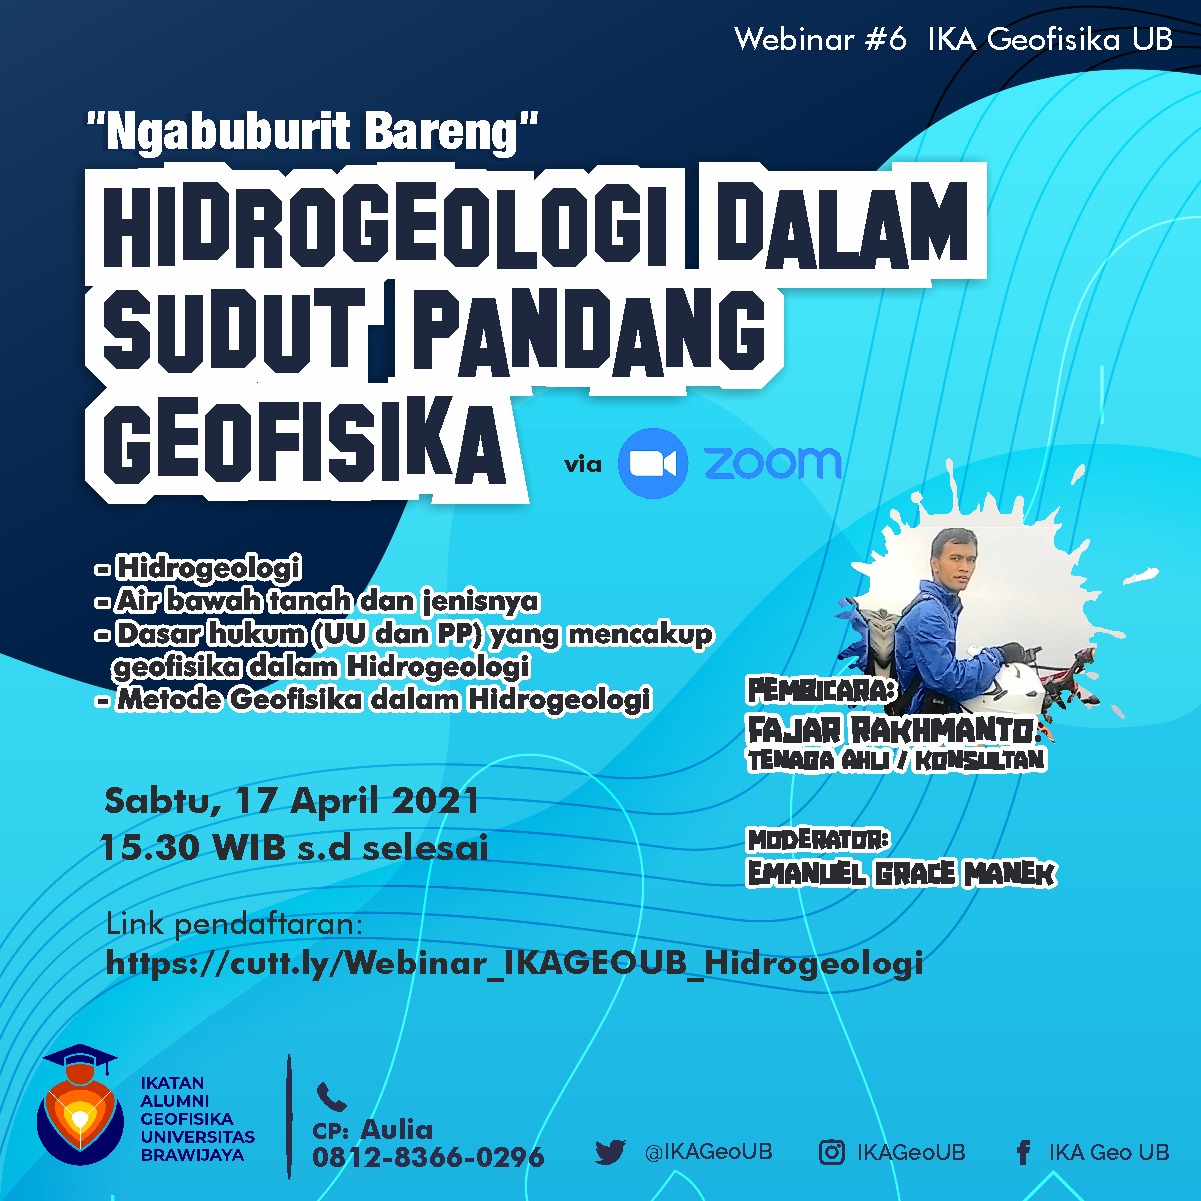 Webinar #6 IKA Geofisika UB
"Ngabuburit Bareng"
HIDROGEOLOGI DALAM
SUDUT PANDANG
GEOFISIKA
via zoom
- Hidrogeologi
- Air bawah tanah dan jenisnya
- Dasar hukum (UU dan PP) yang mencakup
geofisika dalam Hidrogeologi
- Metode Geofisika dalam Hidrogeologi
PEMBICARA:
FAJAR RAKHMANTO.
TENAGA AHLI / KONSULTAN
Sabtu, 17 April 2021
15.30 WIB s.d selesai
MODERATOR:
EMANUEL GRACE MANEK
Link pendaftaran:
https://cutt.ly/Webinar_IKAGEOUB_Hidrogeologi
IKATAN
ALUMNI
GEOFISIKA
UNIVERSITAS
BRAWIJAYA
CP: Aulia
0812-8366-0296
@IKAGeoUB
IKAGeoUB
IKA Geo UB